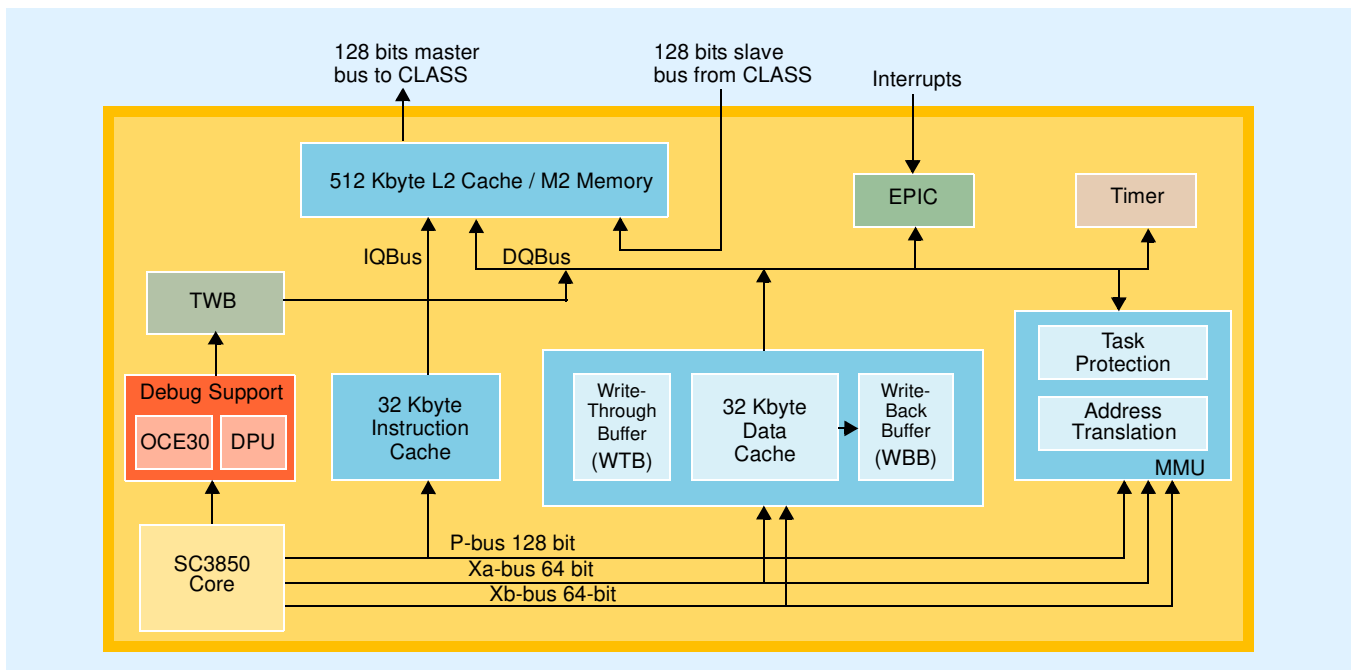 128 bits master
bus to CLASS
128 bits slave
bus from CLASS
Interrupts
512 Kbyte L2 Cache / M2 Memory
EPIC
Timer
IQBus
DQBus
TWB
Task
Protection
Address
Translation
MMU
Debug Support
OCE30
DPU
32 Kbyte
Instruction
Cache
Write-
Through
Buffer
(WTB)
32 Kbyte
Data
Cache
Write-
Back
Buffer
(WBB)
SC3850
Core
P-bus 128 bit
Xa-bus 64 bit
Xb-bus 64-bit